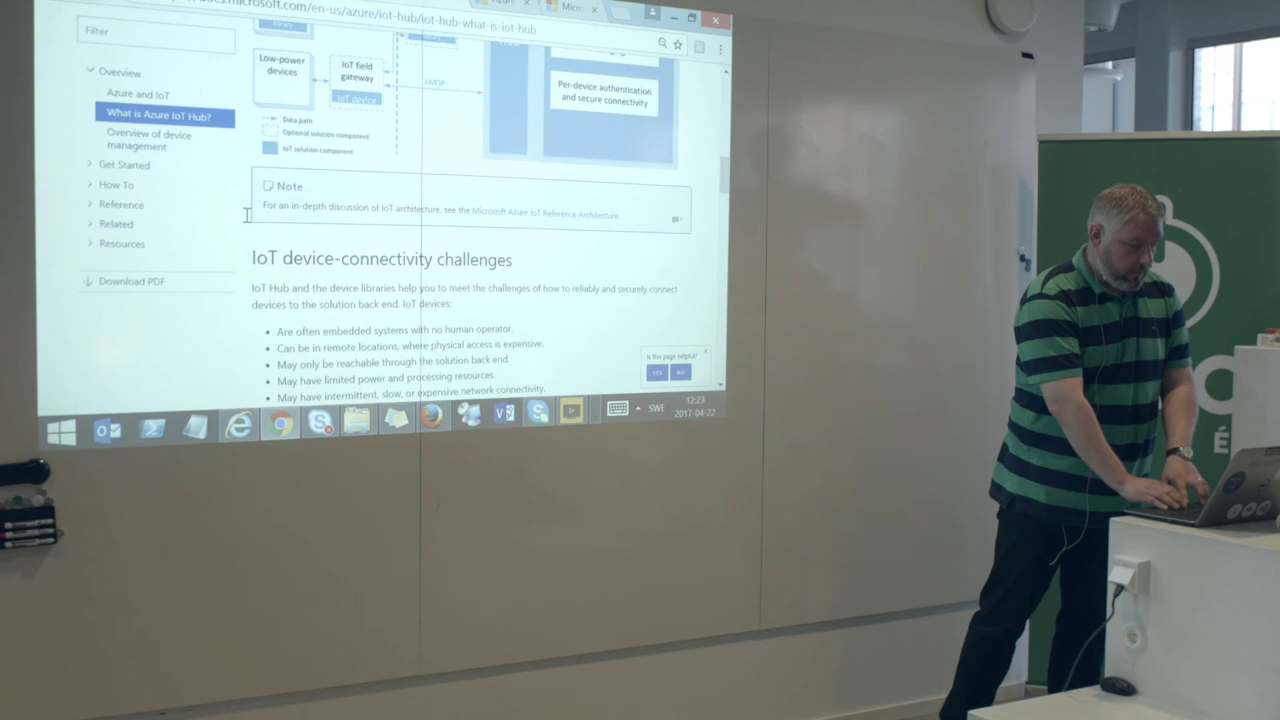 docs.microsoft.com/en-us/azure/iot-hub/iot-hub-what-is-iot-hub
Filter
Overview
Azure and IoT
What is Azure IoT Hub?
Overview of device
management
Get Started
How To
Reference
Related
Resources
Download PDF
Low-power
devices
IoT field
gateway
IoT device
AMQP
Per-device authentication
and secure connectivity
Data path
Optional solution component
IoT solution component
Note
For an in-depth discussion of IoT architecture, see the Microsoft Azure IoT Reference Architecture.
IoT device-connectivity challenges
IoT Hub and the device libraries help you to meet the challenges of how to reliably and securely connect
devices to the solution back end. IoT devices:
Are often embedded systems with no human operator.
Can be in remote locations, where physical access is expensive.
May only be reachable through the solution back end.
May have limited power and processing resources.
May have intermittent, slow, or expensive network connectivity.
Is this page helpful?
YES NO
SWE
12:23
2017-04-22
É